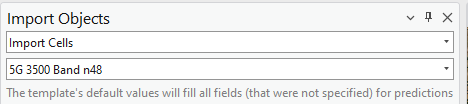 Import Objects
Import Cells
5G 3500 Band n48
The template's default values will fill all fields (that were not specified) for predictions